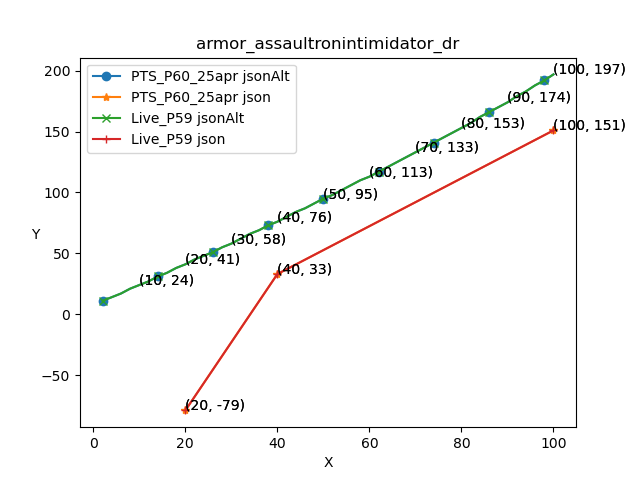 armor_assaultronintimidator_dr
PTS_P60_25apr jsonAlt
PTS_P60_25apr json
Live_P59 jsonAlt
Live_P59 json
(100, 197)
(90, 174)
(80, 153)
(100, 151)
(70, 133)
(60, 113)
(50, 95)
(40, 76)
(30, 58)
(20, 41)
(40, 33)
(10, 24)
(20, -79)
200
150
100
50
0
−50
Y
0 20 40 60 80 100
X